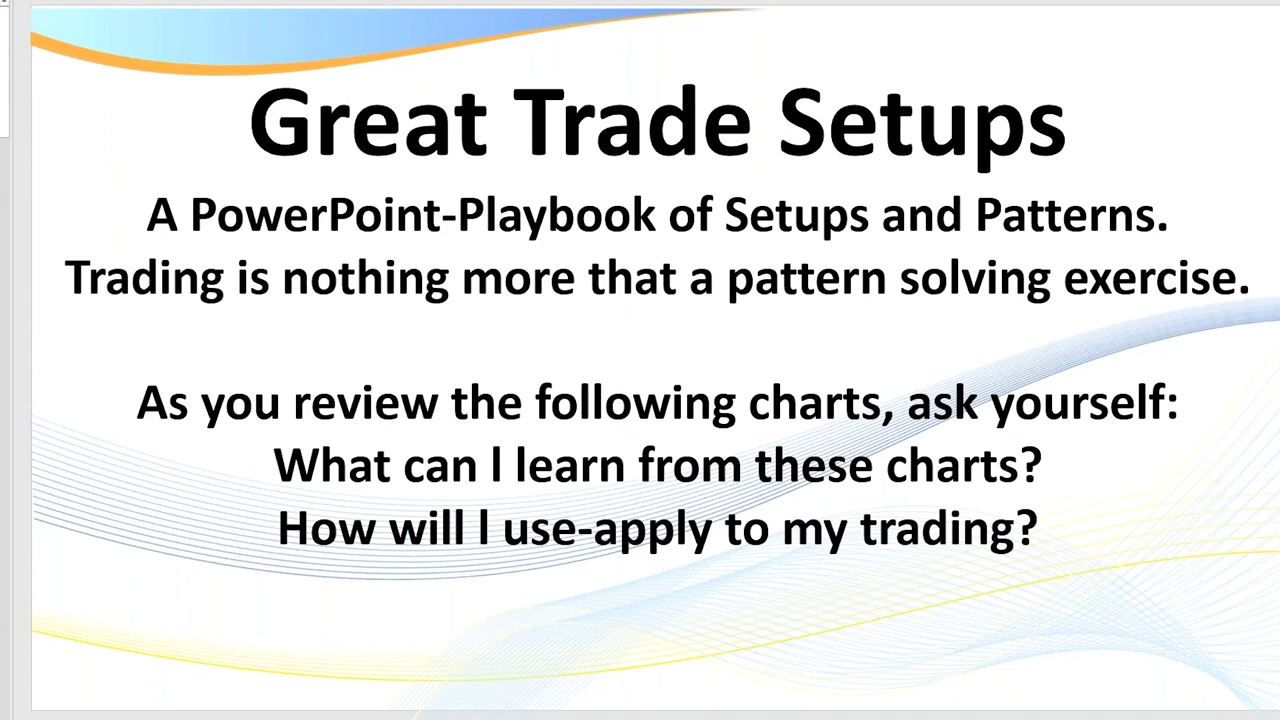 Great Trade Setups
A PowerPoint-Playbook of Setups and Patterns.
Trading is nothing more that a pattern solving exercise.
As you review the following charts, ask yourself:
What can I learn from these charts?
How will I use-apply to my trading?